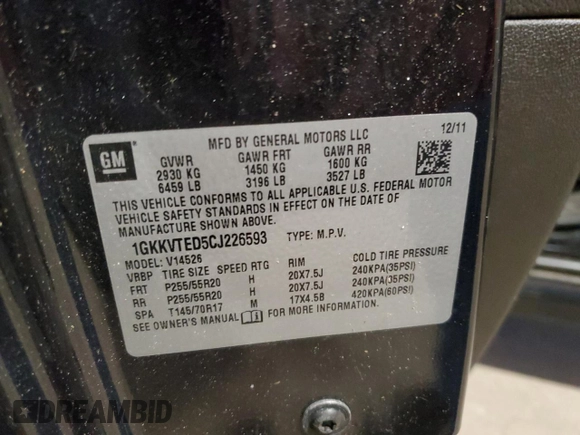 MFD BY GENERAL MOTORS LLC 12/11
GM
GVWR GAWR FRT GAWR RR
2930 KG 1450 KG 1600 KG
6459 LB 3196 LB 3527 LB
THIS VEHICLE CONFORMS TO ALL APPLICABLE U.S. FEDERAL MOTOR
VEHICLE SAFETY STANDARDS IN EFFECT ON THE DATE OF
MANUFACTURE SHOWN ABOVE.
1GKKVTED5CJ226593 TYPE: M.P.V.
MODEL: V14526
VRBP TIRE SIZE SPEED RTG RIM COLD TIRE PRESSURE
FRT P255/55R20 H 20X7.5J 240KPA(35PSI)
RR P255/55R20 H 20X7.5J 240KPA(35PSI)
SPA T145/70R17 M 17X4.5B 420KPA(60PSI)
SEE OWNER'S MANUAL FOR MORE INFORMATION.
DREAMBID